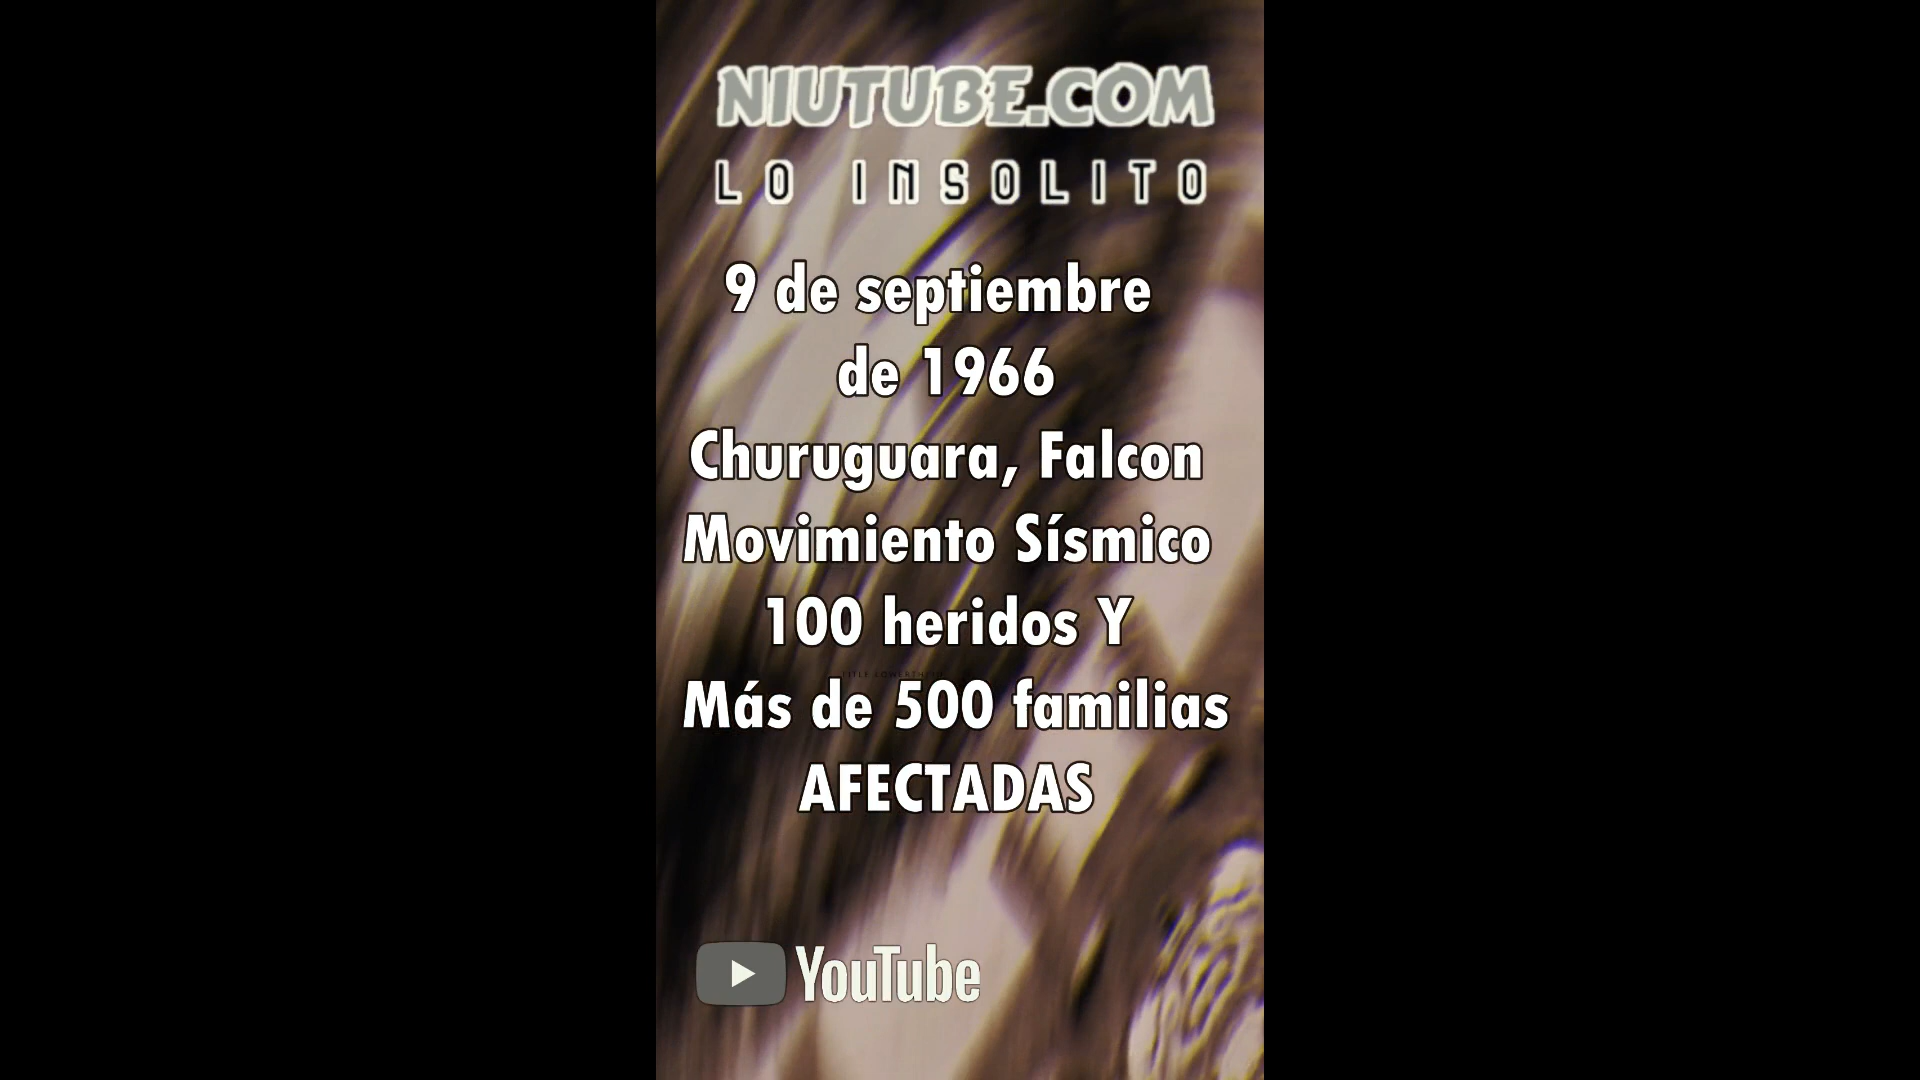 NIUTUBE.COM
LO INSOLITO
9 de septiembre
de 1966
Churuguara, Falcon
Movimiento Sísmico
100 heridos Y
Más de 500 familias
AFECTADAS
YouTube